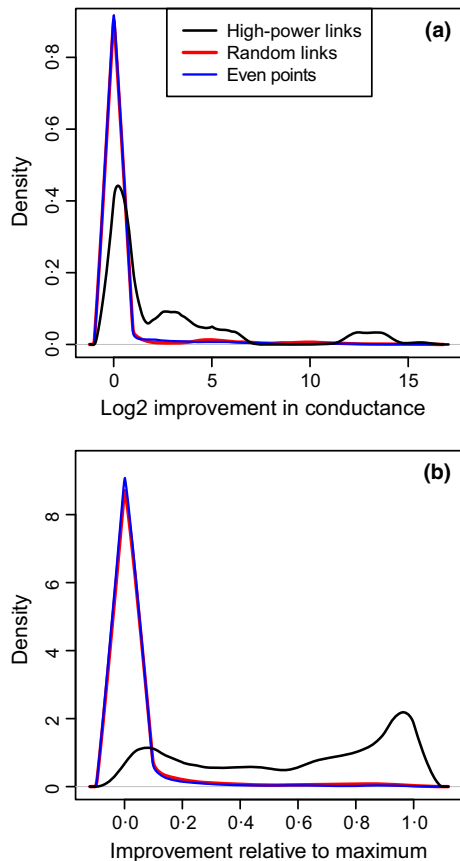 (a)
High-power links
Random links
Even points
Density
0·0
0·2
0·4
0·6
0·8
0
5
10
15
Log2 improvement in conductance
(b)
Density
0
2
4
6
8
0·0
0·2
0·4
0·6
0·8
1·0
Improvement relative to maximum